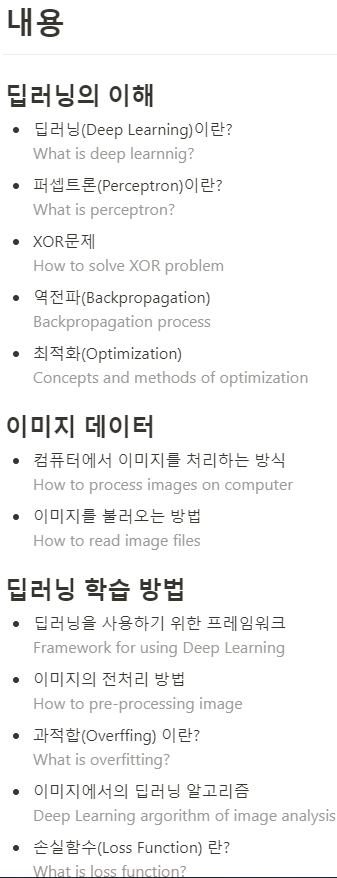 내용
딥러닝의 이해
딥러닝(Deep Learning)이란?
What is deep learnnig?
퍼셉트론(Perceptron)이란?
What is perceptron?
XOR문제
How to solve XOR problem
역전파(Backpropagation)
Backpropagation process
최적화(Optimization)
Concepts and methods of optimization
이미지 데이터
컴퓨터에서 이미지를 처리하는 방식
How to process images on computer
이미지를 불러오는 방법
How to read image files
딥러닝 학습 방법
딥러닝을 사용하기 위한 프레임워크
Framework for using Deep Learning
이미지의 전처리 방법
How to pre-processing image
과적합(Overffing) 이란?
What is overfitting?
이미지에서의 딥러닝 알고리즘
Deep Learning argorithm of image analysis
손실함수(Loss Function) 란?
What is loss function?